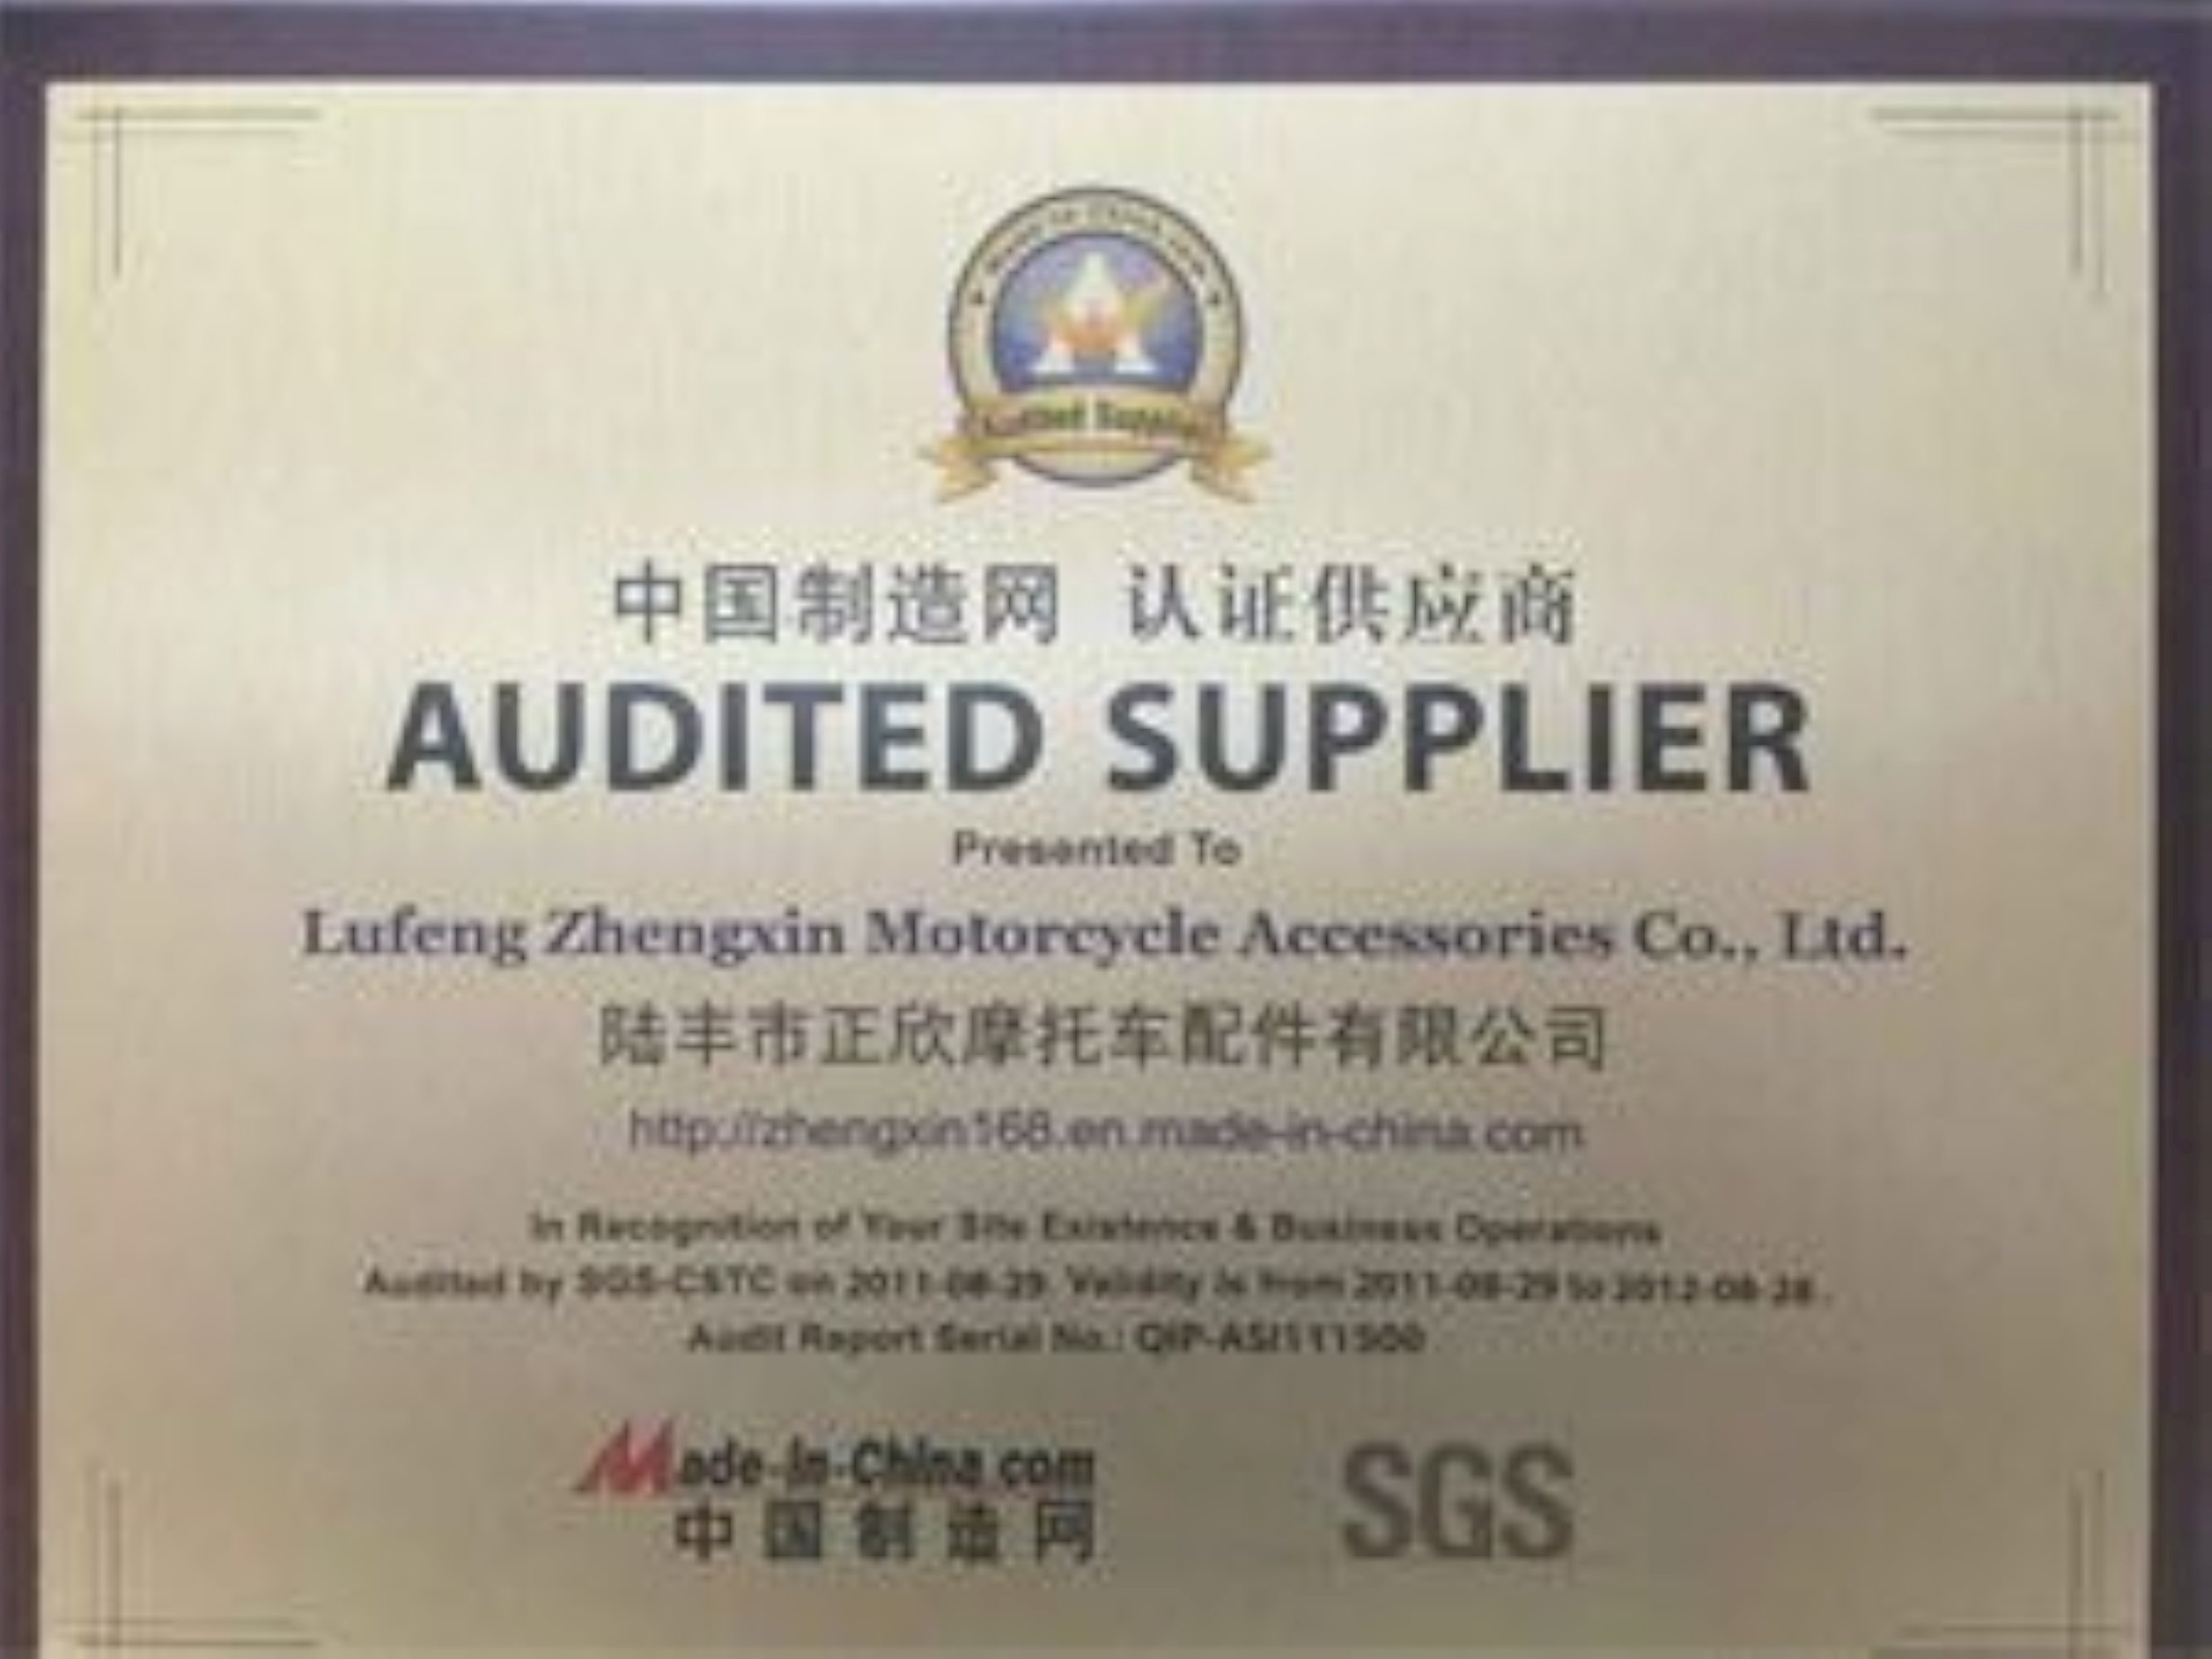 Audited Supplier
中国制造网 认证供应商
AUDITED SUPPLIER
Presented To
Lufeng Zhengxin Motorcycle Accessories Co., Ltd.
陆丰市正欣摩托车配件有限公司
http://zhengxin168.en.made-in-china.com
In Recognition of Your Site Existence & Business Operations
Audited by SGS-CSTC on 2011-08-29. Validity is from 2011-08-29 to 2012-08-28.
Audit Report Serial No.:
Made-in-China.com
中国制造网
SGS